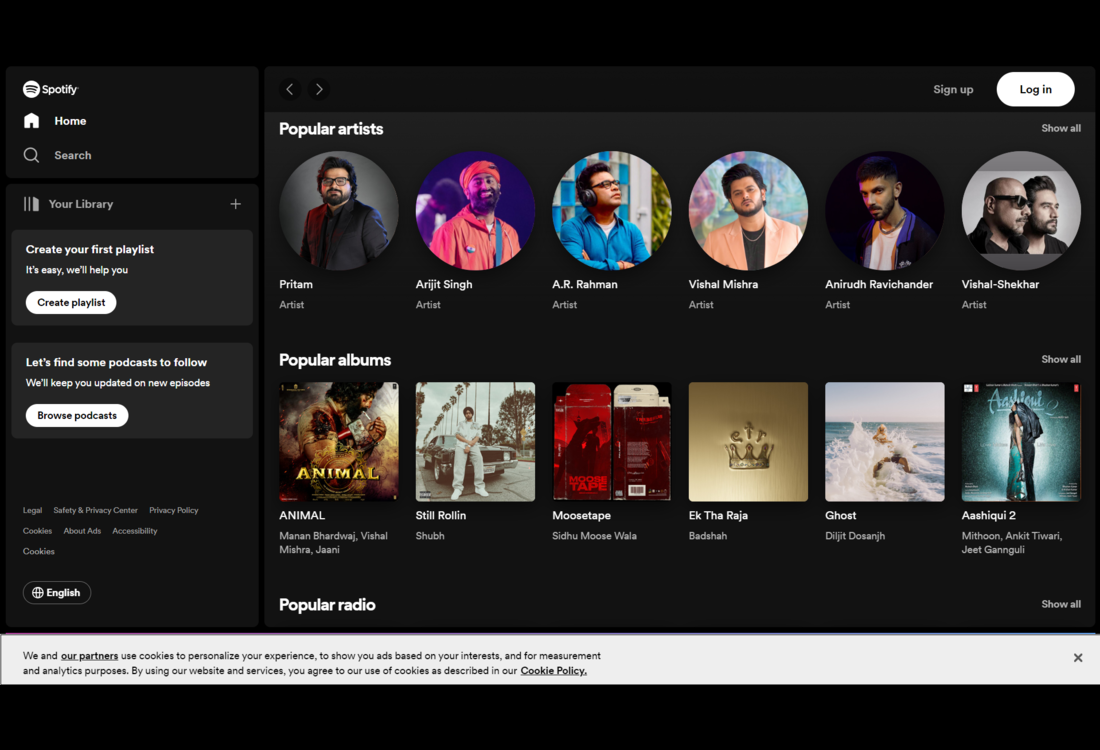 Spotify
Home
Search
Your Library
Create your first playlist
It's easy, we'll help you
Create playlist
Let's find some podcasts to follow
We'll keep you updated on new episodes
Browse podcasts
Legal Safety & Privacy Center Privacy Policy
Cookies About Ads Accessibility
Cookies
English
Sign up Log in
Popular artists Show all
Pritam
Artist
Arijit Singh
Artist
A.R. Rahman
Artist
Vishal Mishra
Artist
Anirudh Ravichander
Artist
Vishal-Shekhar
Artist
Popular albums Show all
ANIMAL
ANIMAL
Manan Bhardwaj, Vishal
Mishra, Jaani
Still Rollin
Shubh
MOOSE
TAPE
Moosetape
Sidhu Moose Wala
Ek Tha Raja
Badshah
Ghost
Diljit Dosanjh
Aashiqui 2
Aashiqui 2
Mithoon, Ankit Tiwari,
Jeet Gannguli
Popular radio Show all
We and our partners use cookies to personalize your experience, to show you ads based on your interests, and for measurement
and analytics purposes. By using our website and services, you agree to our use of cookies as described in our Cookie Policy.